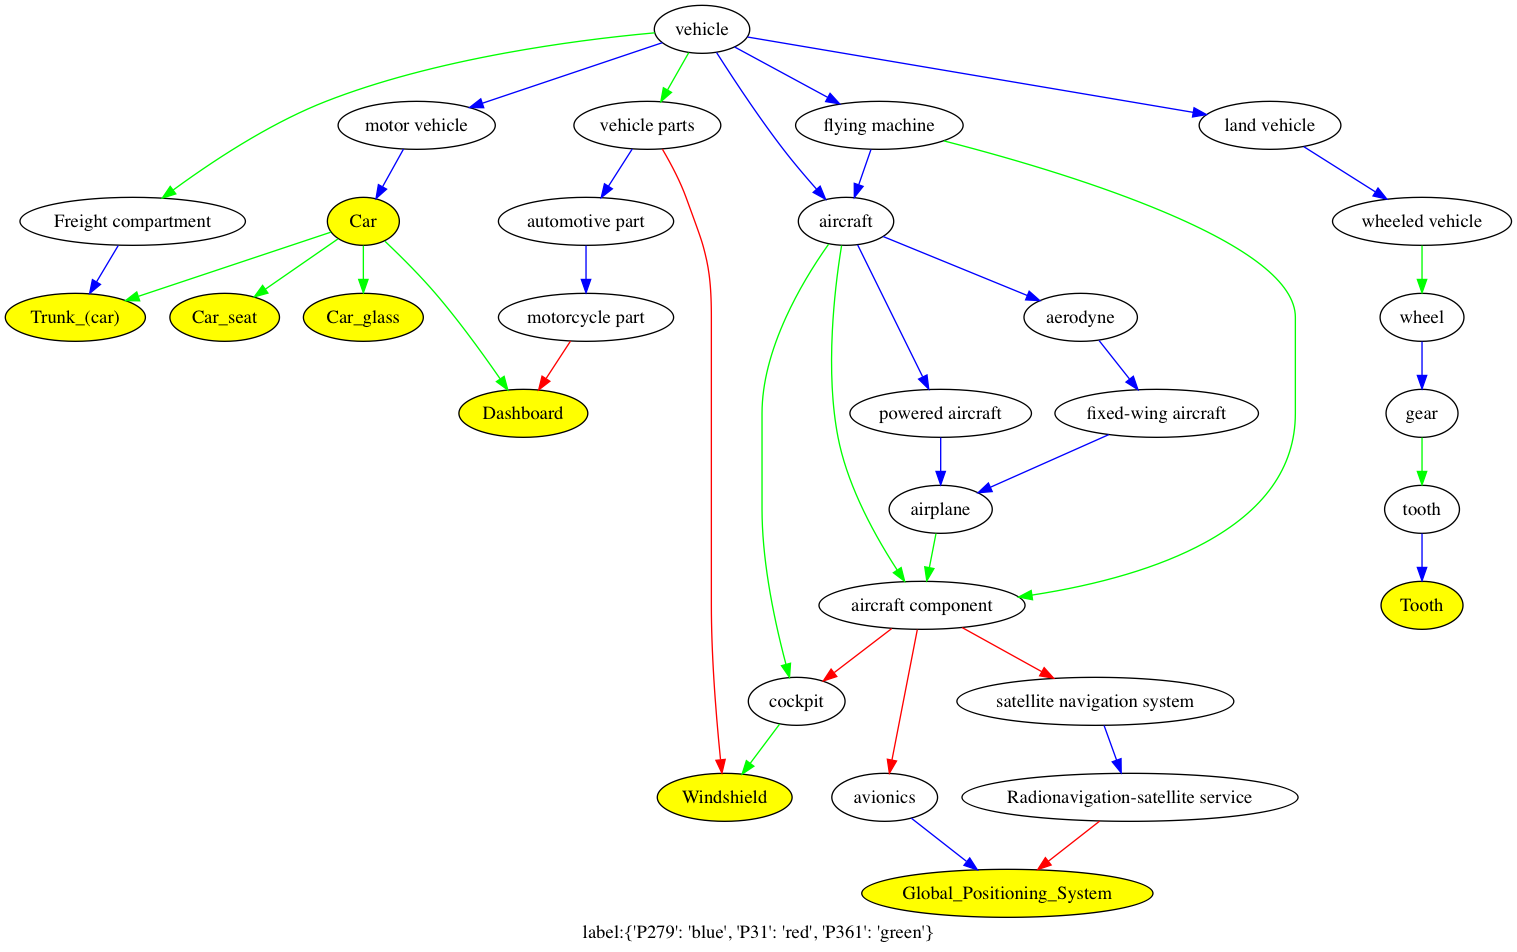 vehicle
motor vehicle
vehicle parts
flying machine
land vehicle
Freight compartment
Car
automotive part
aircraft
wheeled vehicle
Trunk_(car)
Car_seat
Car_glass
motorcycle part
aerodyne
wheel
Dashboard
powered aircraft
fixed-wing aircraft
gear
airplane
tooth
aircraft component
Tooth
cockpit
satellite navigation system
Windshield
avionics
Radionavigation-satellite service
Global_Positioning_System
label:{'P279': 'blue', 'P31': 'red', 'P361': 'green'}